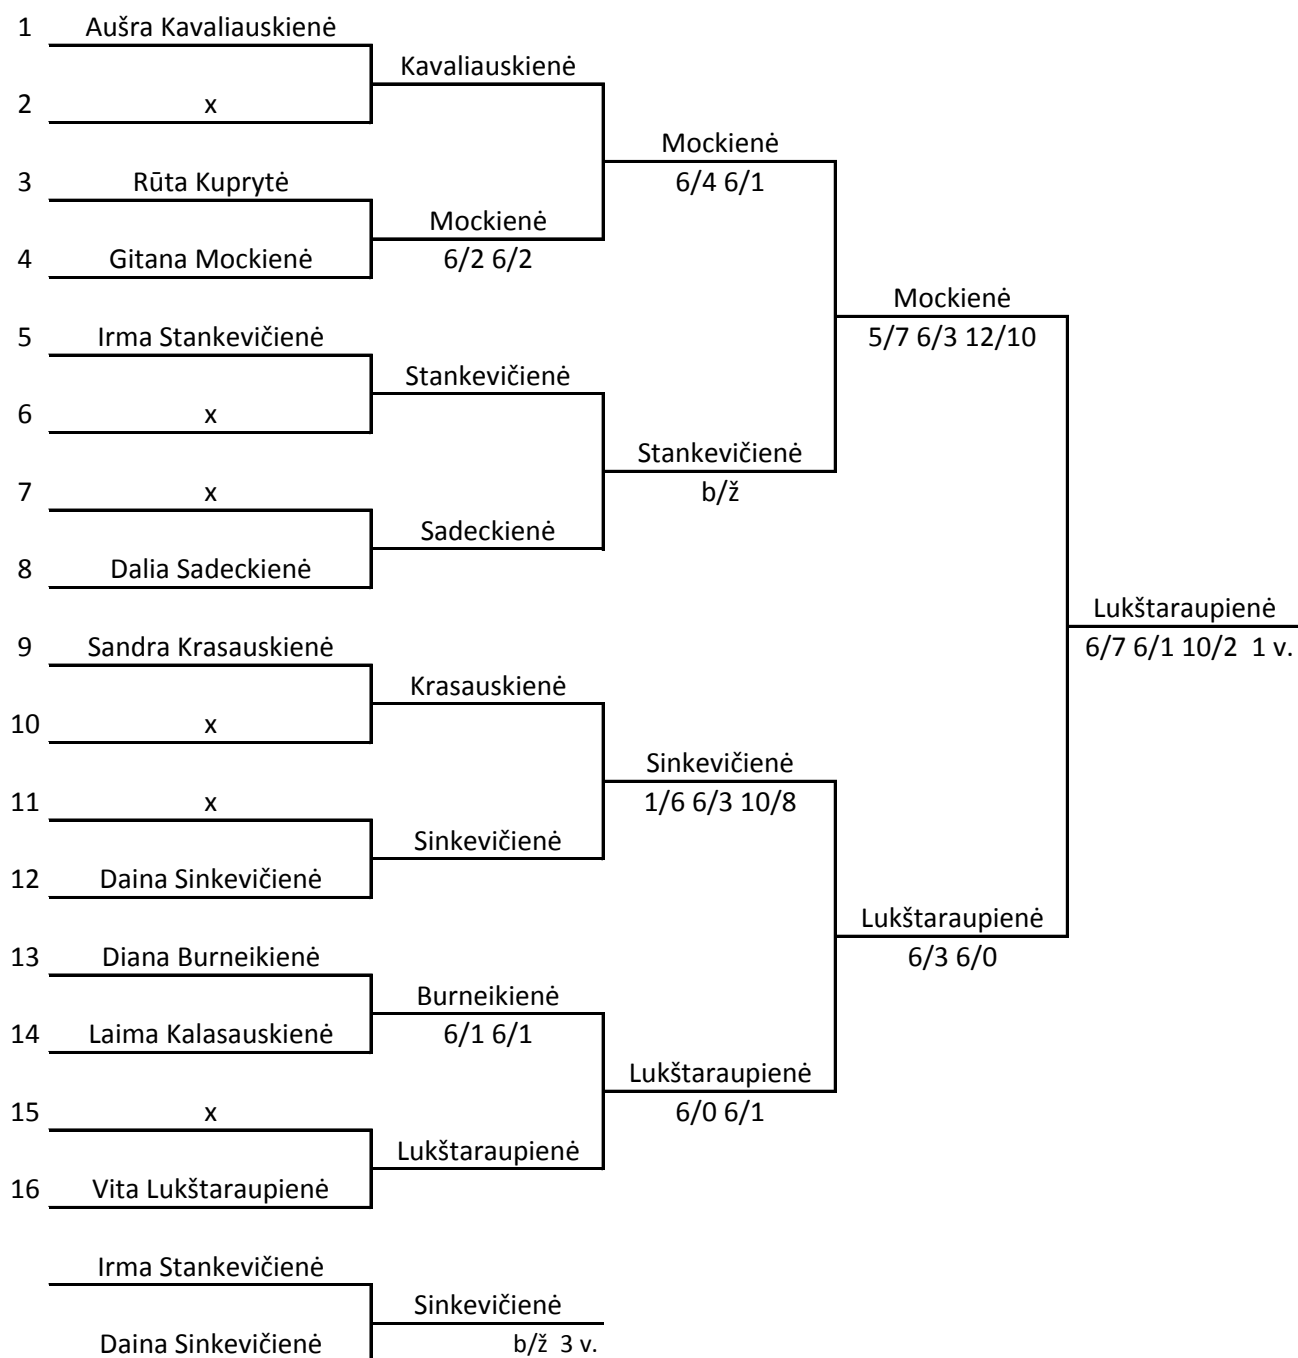 1 Aušra Kavaliauskienė
Kavaliauskienė
2 x
Mockienė
6/4 6/1
3 Rūta Kuprytė
Mockienė
6/2 6/2
4 Gitana Mockienė
Mockienė
5/7 6/3 12/10
5 Irma Stankevičienė
Stankevičienė
6 x
Stankevičienė
b/ž
7 x
Sadeckienė
8 Dalia Sadeckienė
Lukštaraupienė
6/7 6/1 10/2 1 v.
9 Sandra Krasauskienė
Krasauskienė
10 x
Sinkevičienė
1/6 6/3 10/8
11 x
Sinkevičienė
12 Daina Sinkevičienė
Lukštaraupienė
6/3 6/0
13 Diana Burneikienė
Burneikienė
6/1 6/1
14 Laima Kalasauskienė
Lukštaraupienė
6/0 6/1
15 x
Lukštaraupienė
16 Vita Lukštaraupienė
Irma Stankevičienė
Sinkevičienė
b/ž 3 v.
Daina Sinkevičienė